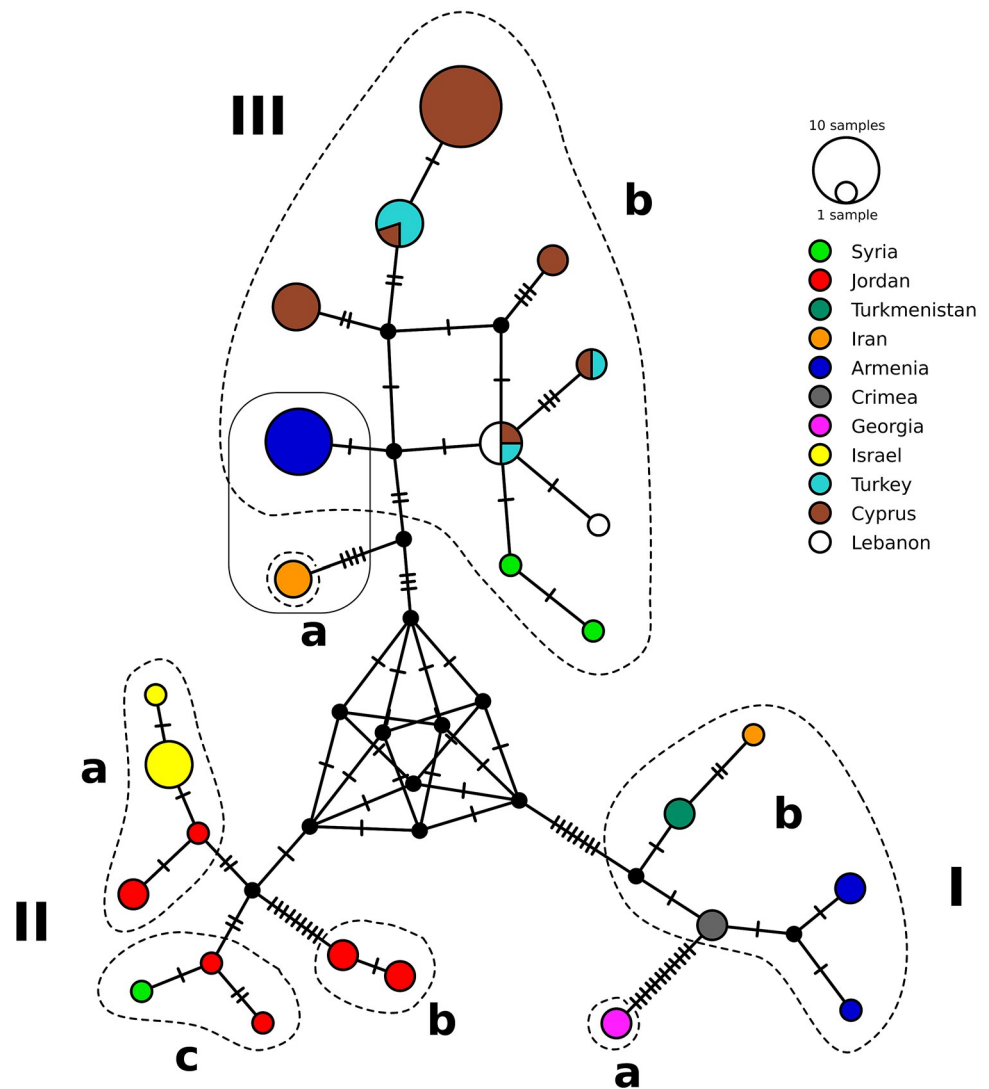 III
b
10 samples
1 sample
Syria
Jordan
Turkmenistan
Iran
Armenia
Crimea
Georgia
Israel
Turkey
Cyprus
Lebanon
a
a
b
I
II
b
c
a